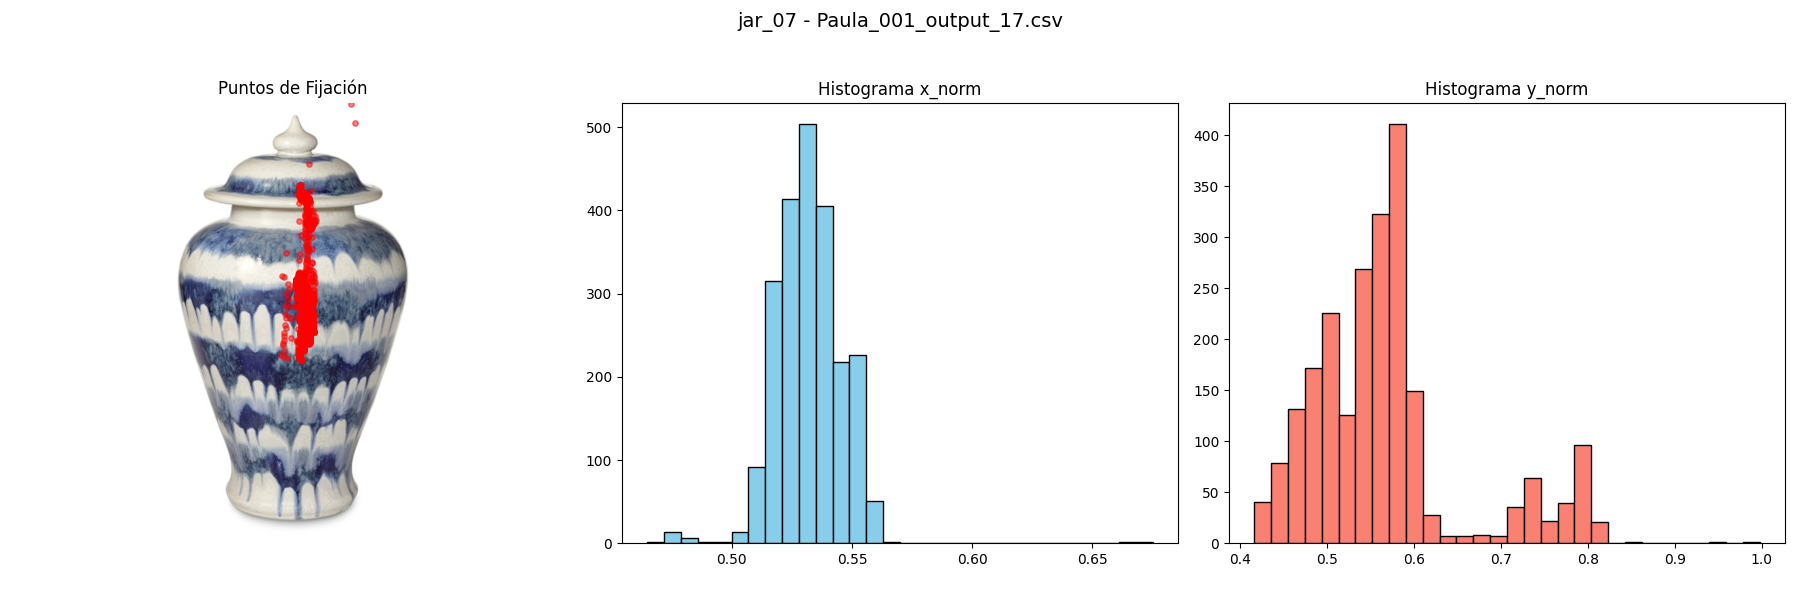 jar_07 - Paula_001_output_17.csv
Puntos de Fijación
Histograma x_norm
500
400
300
200
100
0
0.50 0.55 0.60 0.65
Histograma y_norm
400
350
300
250
200
150
100
50
0
0.4 0.5 0.6 0.7 0.8 0.9 1.0